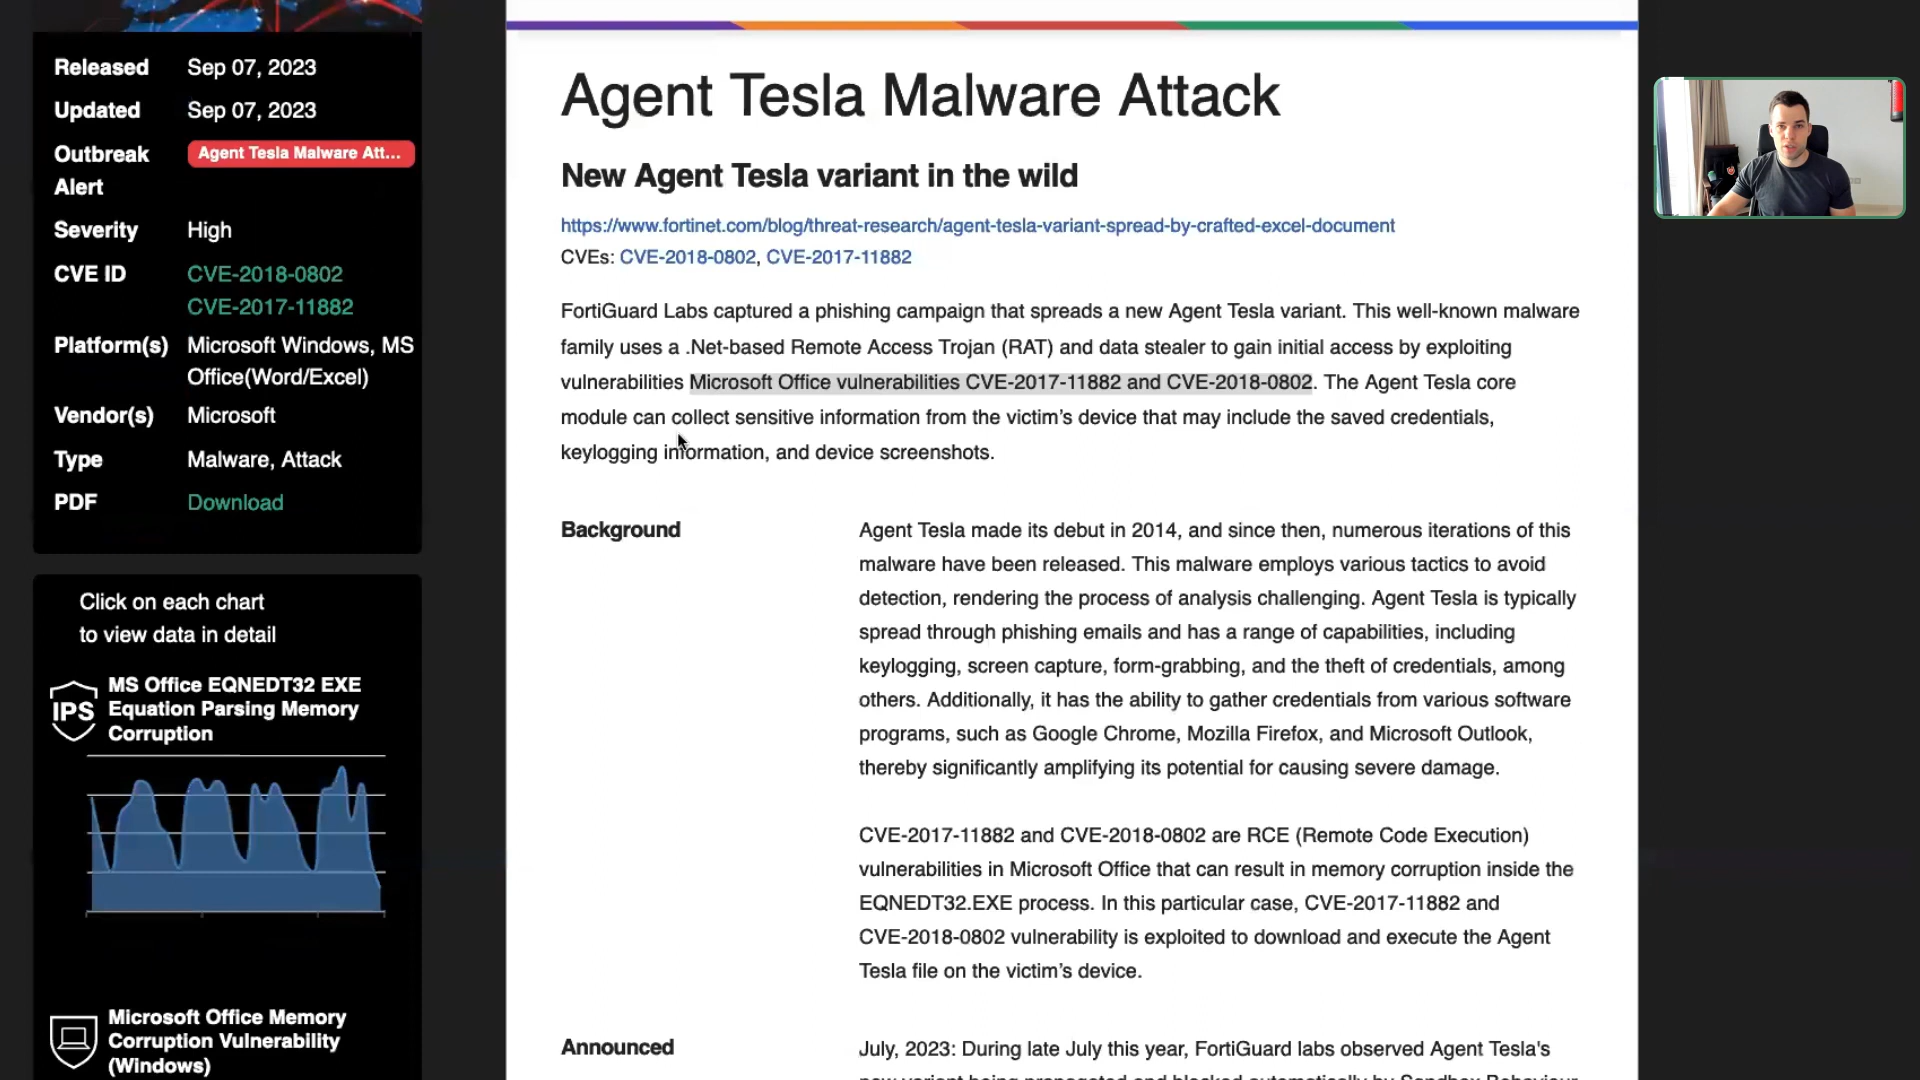 Released Sep 07, 2023
Updated Sep 07, 2023
Outbreak Alert Agent Tesla Malware Att...
Severity High
CVE ID CVE-2018-0802
CVE-2017-11882
Platform(s) Microsoft Windows, MS
Office(Word/Excel)
Vendor(s) Microsoft
Type Malware, Attack
PDF Download
Click on each chart
to view data in detail
IPS
MS Office EQNEDT32 EXE
Equation Parsing Memory
Corruption
Microsoft Office Memory
Corruption Vulnerability
(Windows)
Agent Tesla Malware Attack
New Agent Tesla variant in the wild
https://www.fortinet.com/blog/threat-research/agent-tesla-variant-spread-by-crafted-excel-document
CVEs: CVE-2018-0802, CVE-2017-11882
FortiGuard Labs captured a phishing campaign that spreads a new Agent Tesla variant. This well-known malware
family uses a .Net-based Remote Access Trojan (RAT) and data stealer to gain initial access by exploiting
vulnerabilities Microsoft Office vulnerabilities CVE-2017-11882 and CVE-2018-0802. The Agent Tesla core
module can collect sensitive information from the victim's device that may include the saved credentials,
keylogging information, and device screenshots.
Background
Agent Tesla made its debut in 2014, and since then, numerous iterations of this
malware have been released. This malware employs various tactics to avoid
detection, rendering the process of analysis challenging. Agent Tesla is typically
spread through phishing emails and has a range of capabilities, including
keylogging, screen capture, form-grabbing, and the theft of credentials, among
others. Additionally, it has the ability to gather credentials from various software
programs, such as Google Chrome, Mozilla Firefox, and Microsoft Outlook,
thereby significantly amplifying its potential for causing severe damage.
CVE-2017-11882 and CVE-2018-0802 are RCE (Remote Code Execution)
vulnerabilities in Microsoft Office that can result in memory corruption inside the
EQNEDT32.EXE process. In this particular case, CVE-2017-11882 and
CVE-2018-0802 vulnerability is exploited to download and execute the Agent
Tesla file on the victim's device.
Announced
July, 2023: During late July this year, FortiGuard labs observed Agent Tesla's
new variant being propagated and blocked automatically by Sandbox Behaviour